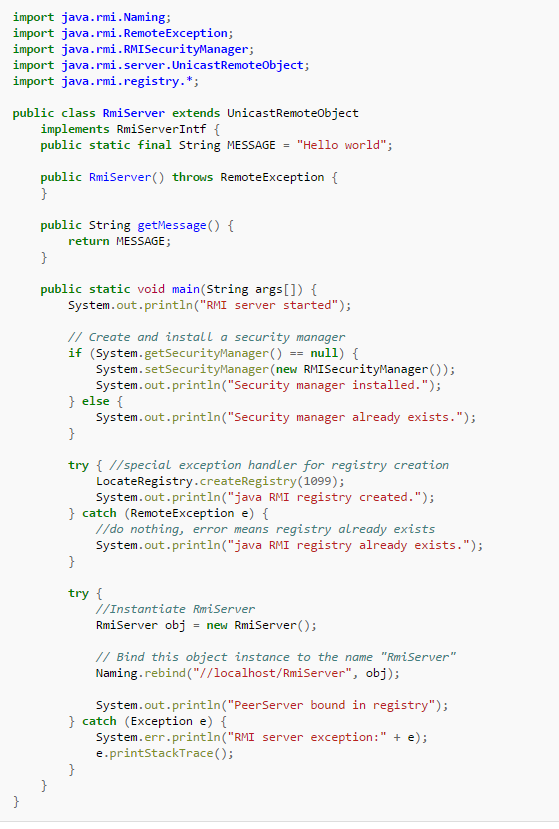 import java.rmi.Naming;
import java.rmi.RemoteException;
import java.rmi.RMISecurityManager;
import java.rmi.server.UnicastRemoteObject;
import java.rmi.registry.*;

public class RmiServer extends UnicastRemoteObject
    implements RmiServerIntf {
    public static final String MESSAGE = "Hello world";

    public RmiServer() throws RemoteException {
    }

    public String getMessage() {
        return MESSAGE;
    }

    public static void main(String args[]) {
        System.out.println("RMI server started");

        // Create and install a security manager
        if (System.getSecurityManager() == null) {
            System.setSecurityManager(new RMISecurityManager());
            System.out.println("Security manager installed.");
        } else {
            System.out.println("Security manager already exists.");
        }

        try { //special exception handler for registry creation
            LocateRegistry.createRegistry(1099);
            System.out.println("java RMI registry created.");
        } catch (RemoteException e) {
            //do nothing, error means registry already exists
            System.out.println("java RMI registry already exists.");
        }

        try {
            //Instantiate RmiServer
            RmiServer obj = new RmiServer();

            // Bind this object instance to the name "RmiServer"
            Naming.rebind("//localhost/RmiServer", obj);

            System.out.println("PeerServer bound in registry");
        } catch (Exception e) {
            System.err.println("RMI server exception:" + e);
            e.printStackTrace();
        }
    }
}